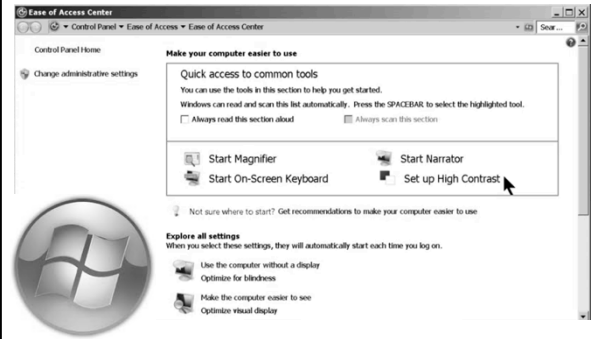 Ease of Access Center
Control Panel Ease of Access Ease of Access Center Sear...
Control Panel Home
Change administrative settings
Make your computer easier to use
Quick access to common tools
You can use the tools in this section to help you get started.
Windows can read and scan this list automatically. Press the SPACEBAR to select the highlighted tool.
Always read this section aloud Always scan this section
Start Magnifier Start Narrator
Start On-Screen Keyboard Set up High Contrast
Not sure where to start? Get recommendations to make your computer easier to use
Explore all settings
When you select these settings, they will automatically start each time you log on.
Use the computer without a display
Optimize for blindness
Make the computer easier to see
Optimize visual display